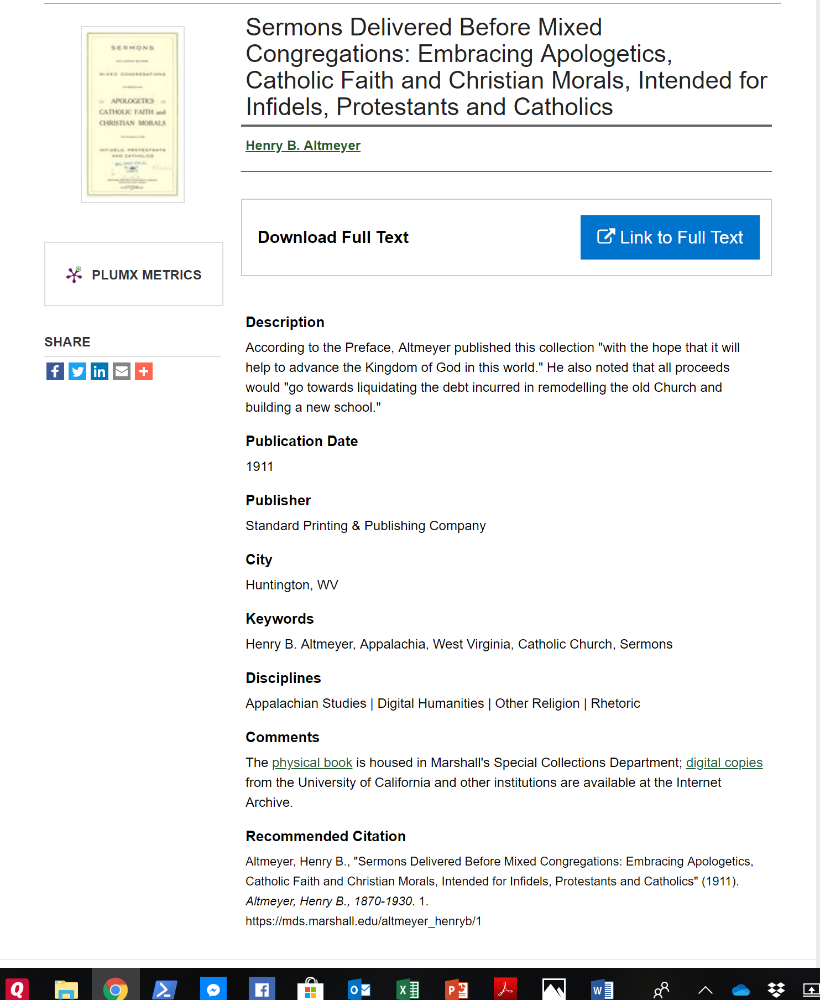 Sermons Delivered Before Mixed
Congregations: Embracing Apologetics,
Catholic Faith and Christian Morals, Intended for
Infidels, Protestants and Catholics
SERMONS
MIXED CONGREGATIONS
APOLOGETICS
CATHOLIC FAITH and
CHRISTIAN MORALS
INFIDELS, PROTESTANTS
AND CATHOLICS
Henry B. Altmeyer
Download Full Text
Link to Full Text
PLUMX METRICS
SHARE
Description
According to the Preface, Altmeyer published this collection "with the hope that it will
help to advance the Kingdom of God in this world." He also noted that all proceeds
would "go towards liquidating the debt incurred in remodelling the old Church and
building a new school."
Publication Date
1911
Publisher
Standard Printing & Publishing Company
City
Huntington, WV
Keywords
Henry B. Altmeyer, Appalachia, West Virginia, Catholic Church, Sermons
Disciplines
Appalachian Studies | Digital Humanities | Other Religion | Rhetoric
Comments
The physical book is housed in Marshall's Special Collections Department; digital copies
from the University of California and other institutions are available at the Internet
Archive.
Recommended Citation
Altmeyer, Henry B., "Sermons Delivered Before Mixed Congregations: Embracing Apologetics,
Catholic Faith and Christian Morals, Intended for Infidels, Protestants and Catholics" (1911).
Altmeyer, Henry B., 1870-1930. 1.
https://mds.marshall.edu/altmeyer_henryb/1